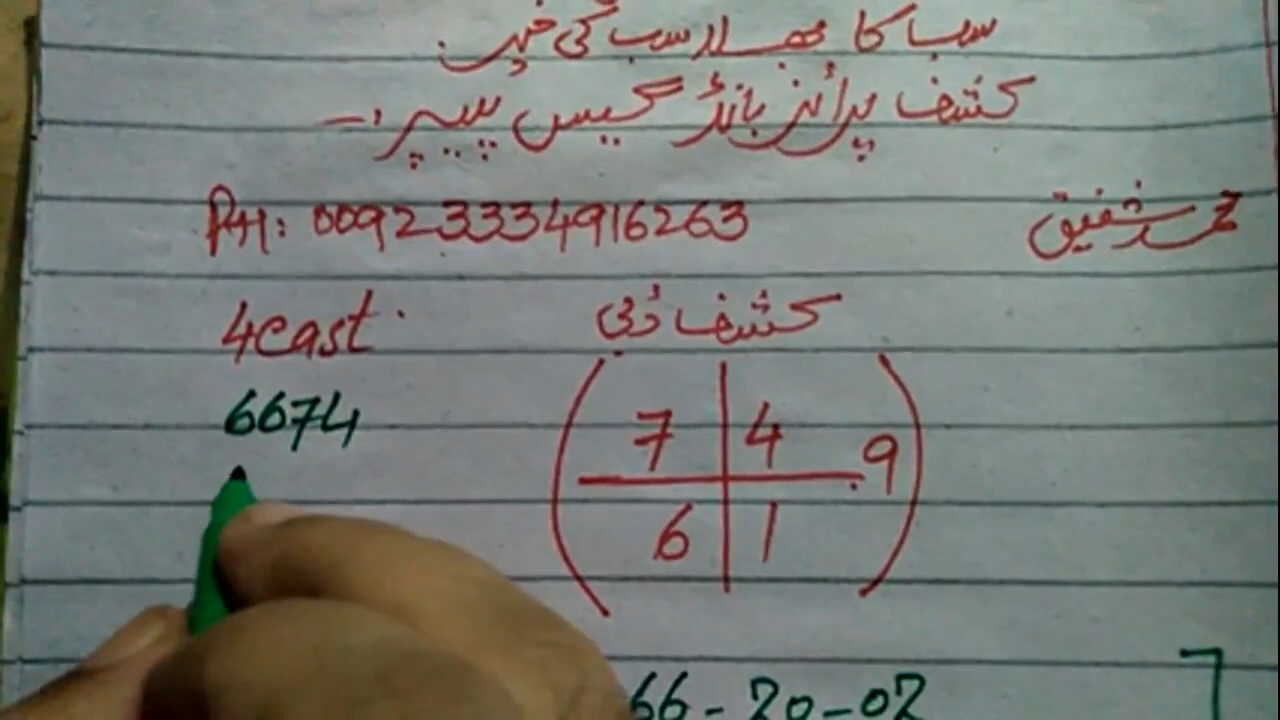 سب کا بھلا سب کی خیر
کشف پرائز بانڈ گیس پیپر
محمد شفیق
PH: 00923334916263
4cast
کشف دبی
6674
7 4 9
6 1
66-20-02